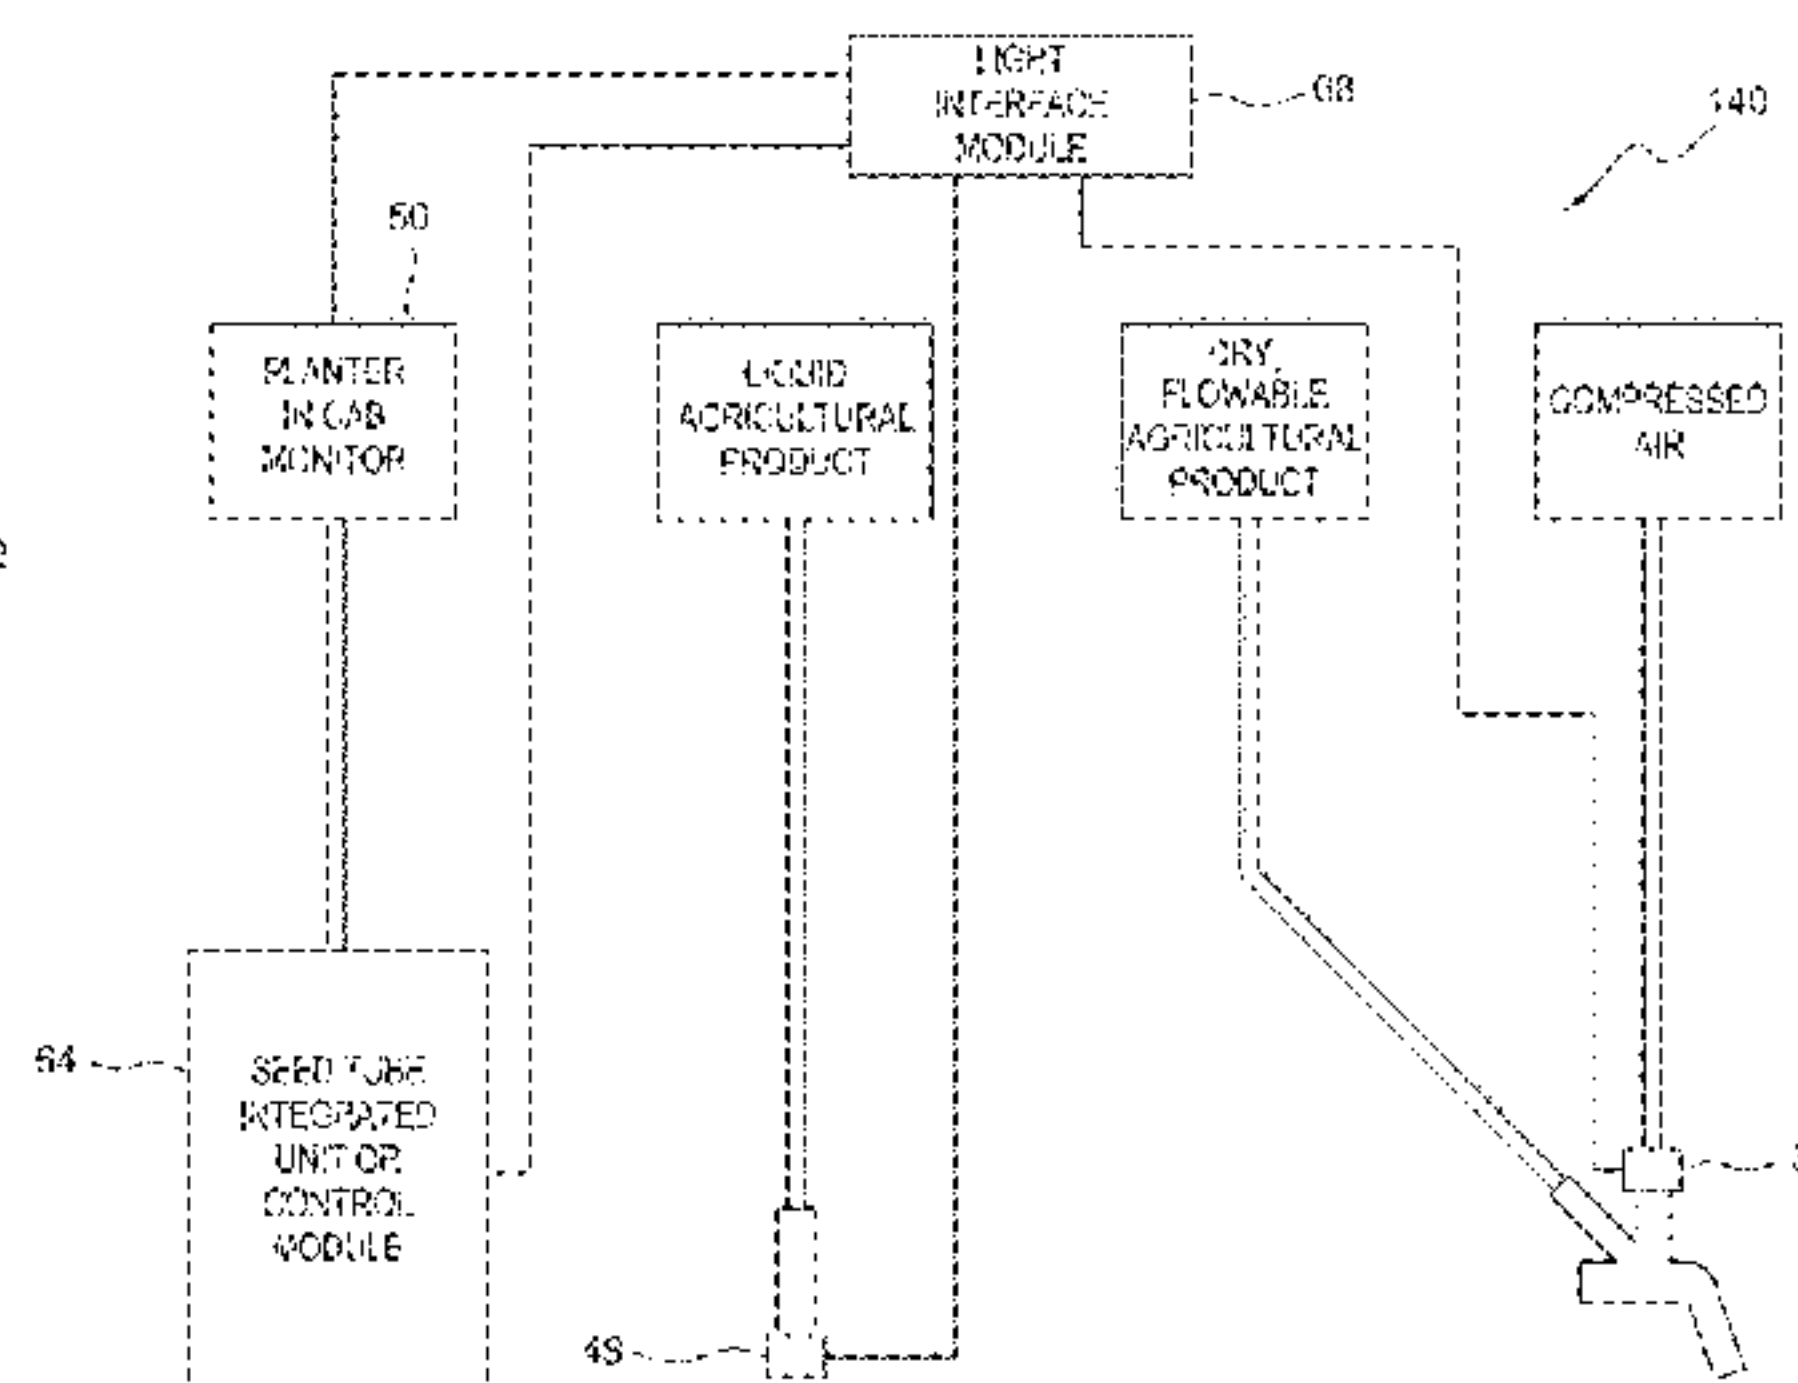 LIGHT
INTERFACE
MODULE
68
140
50
PLANTER
IN CAB
MONITOR
LIQUID
AGRICULTURAL
PRODUCT
DRY,
FLOWABLE
AGRICULTURAL
PRODUCT
COMPRESSED
AIR
64
SEED TUBE
INTEGRATED
UNIT OR
CONTROL
MODULE
48